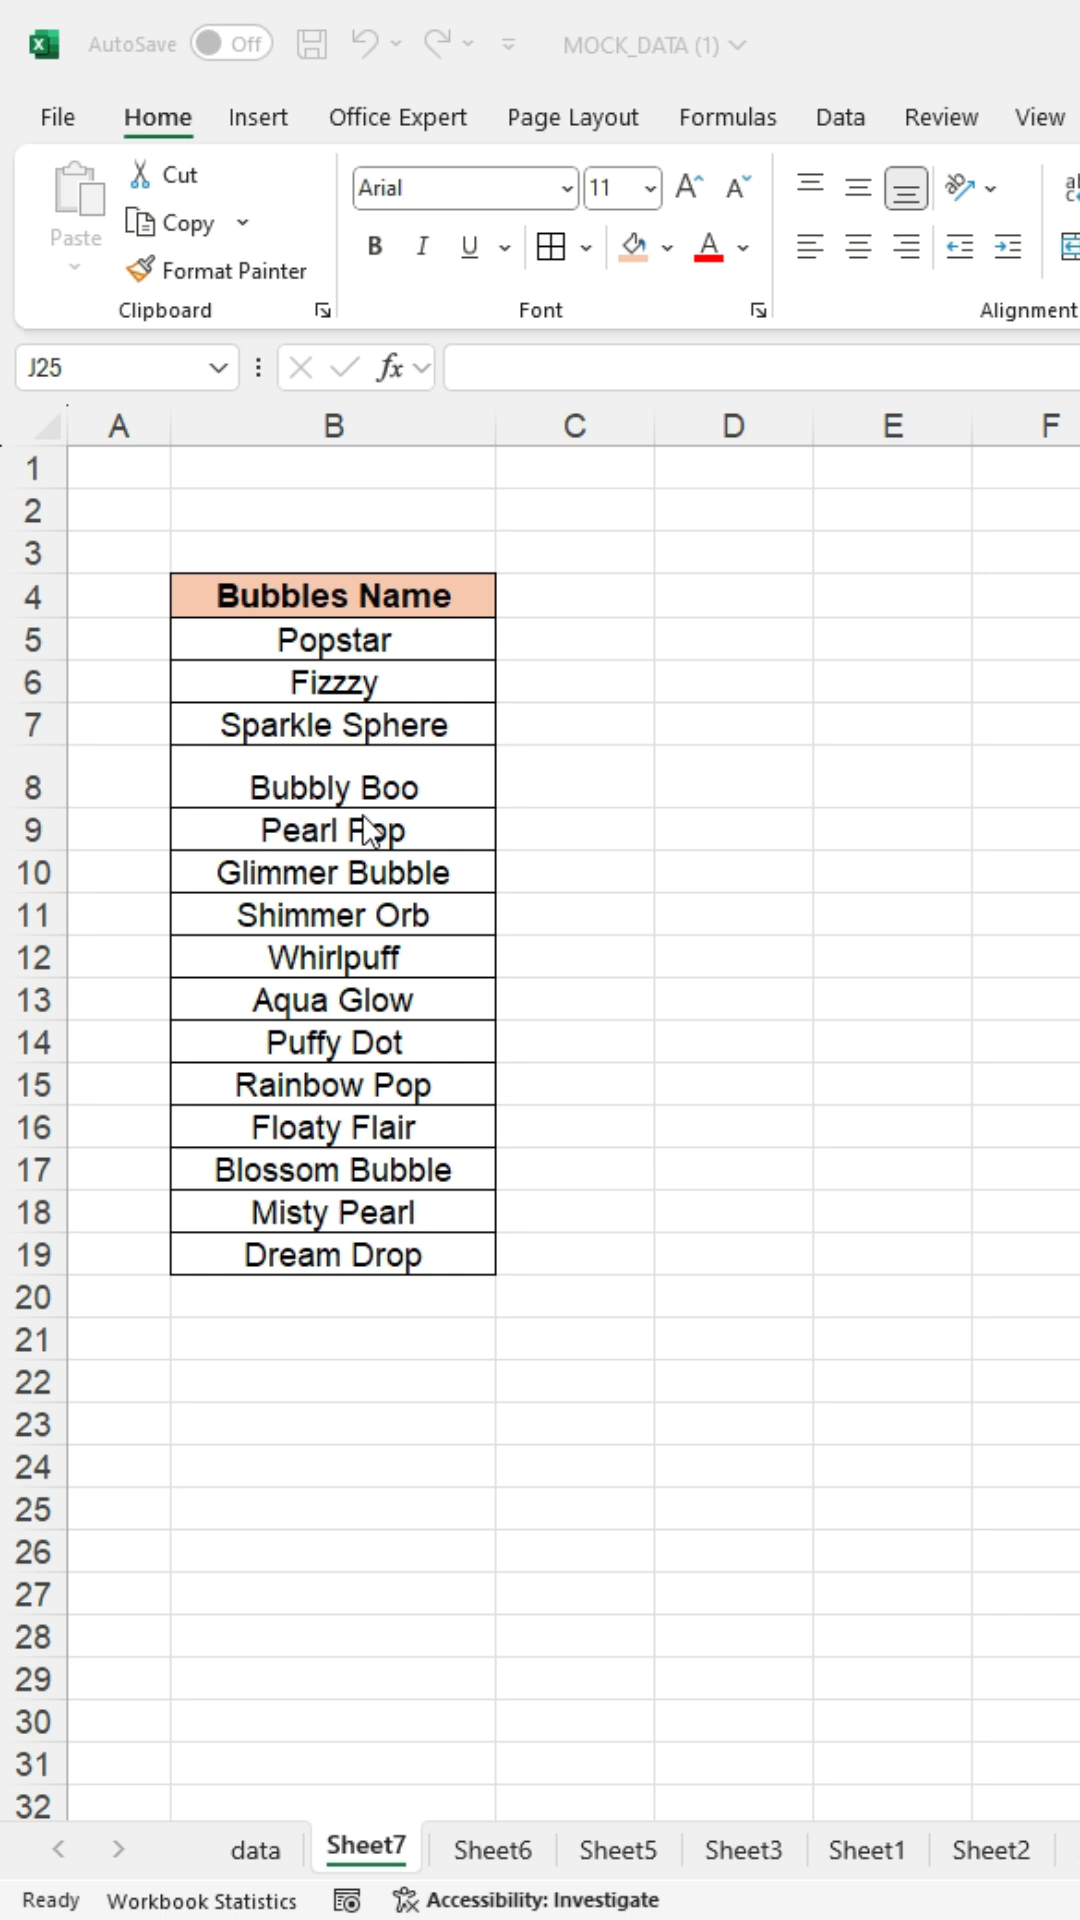 AutoSave Off MOCK_DATA (1)
File Home Insert Office Expert Page Layout Formulas Data Review View
Paste Cut Copy Format Painter
Arial 11
B I U A
Clipboard Font Alignment
J25 fx
A B C D E F
1
2
3
4 Bubbles Name
5 Popstar
6 Fizzzy
7 Sparkle Sphere
8 Bubbly Boo
9 Pearl Pop
10 Glimmer Bubble
11 Shimmer Orb
12 Whirlpuff
13 Aqua Glow
14 Puffy Dot
15 Rainbow Pop
16 Floaty Flair
17 Blossom Bubble
18 Misty Pearl
19 Dream Drop
20
21
22
23
24
25
26
27
28
29
30
31
32
data Sheet7 Sheet6 Sheet5 Sheet3 Sheet1 Sheet2
Ready Workbook Statistics Accessibility: Investigate